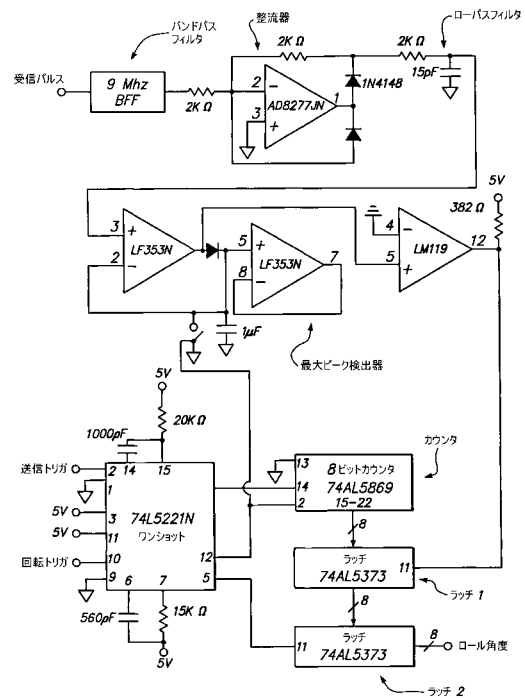 整流器
ローパスフィルタ
バンドパス
フィルタ
2K Ω
2K Ω
15pF
受信パルス
9 Mhz
BFF
2K Ω
2
1N4148
AD8277JN
1
3
5V
382 Ω
3
2
LF353N
5
8
LF353N
7
4
5
LM119
12
1μF
最大ピーク検出器
5V
20K Ω
1000pF
カウンタ
送信トリガ
2
14
15
1
5V
3
5V
11
回転トリガ
10
9
6
7
74L5221N
ワンショット
12
5
13
14
2
8ビットカウンタ
74AL5869
15-22
8
ラッチ
74AL5373
11
ラッチ 1
8
560pF
15K Ω
5V
11
ラッチ
74AL5373
8
ロール角度
ラッチ 2